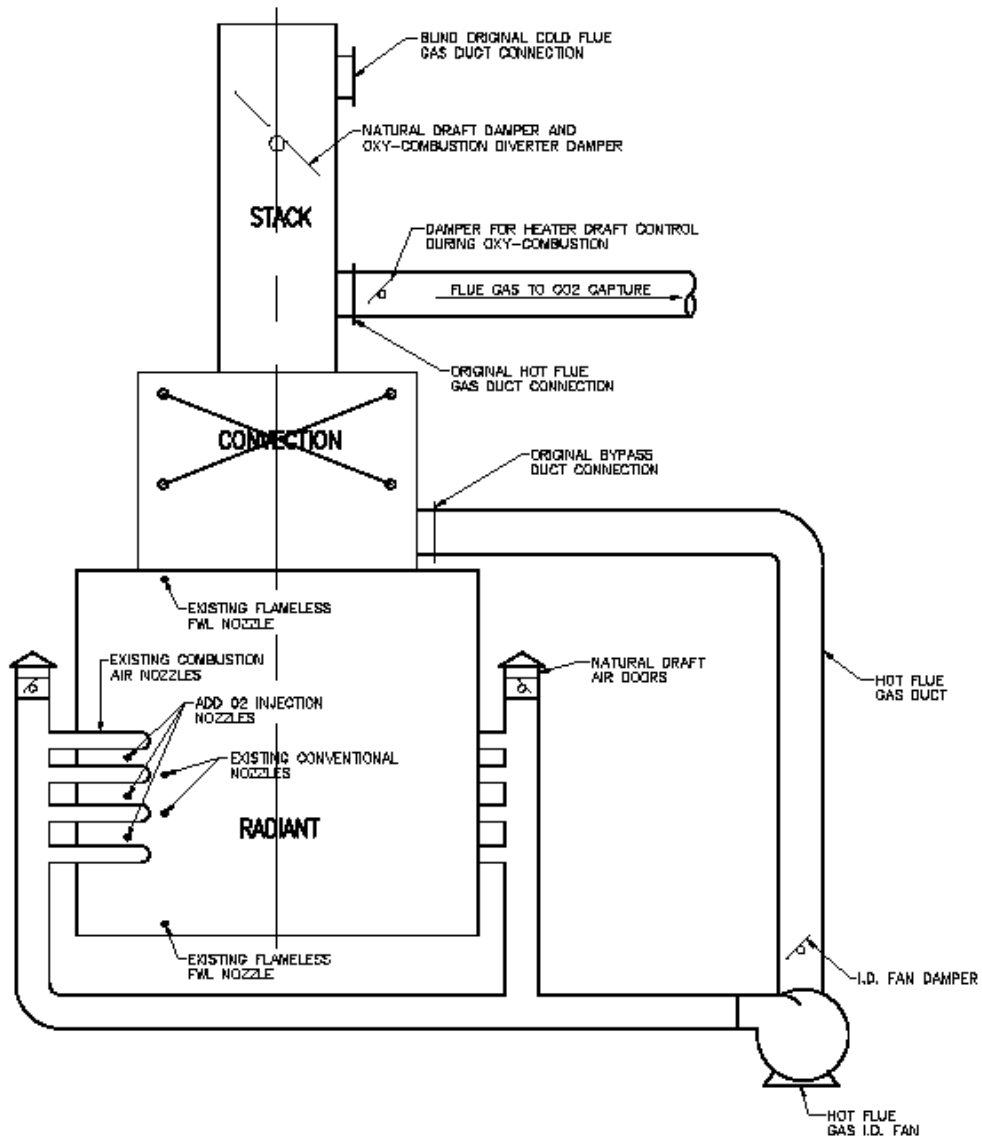 BLIND ORIGINAL COLD FLUE
GAS DUCT CONNECTION
NATURAL DRAFT DAMPER AND
OXY-COMBUSTION DIVERTER DAMPER
STACK
DAMPER FOR HEATER DRAFT CONTROL
DURING OXY-COMBUSTION
FLUE GAS TO CO2 CAPTURE
ORIGINAL HOT FLUE
GAS DUCT CONNECTION
CONVECTION
ORIGINAL BYPASS
DUCT CONNECTION
EXISTING FLAMELESS
FWL NOZZLE
EXISTING COMBUSTION
AIR NOZZLES
NATURAL DRAFT
AIR DOORS
HOT FLUE
GAS DUCT
ADD O2 INJECTION
NOZZLES
EXISTING CONVENTIONAL
NOZZLES
RADIANT
EXISTING FLAMELESS
FWL NOZZLE
I.D. FAN DAMPER
HOT FLUE
GAS I.D. FAN